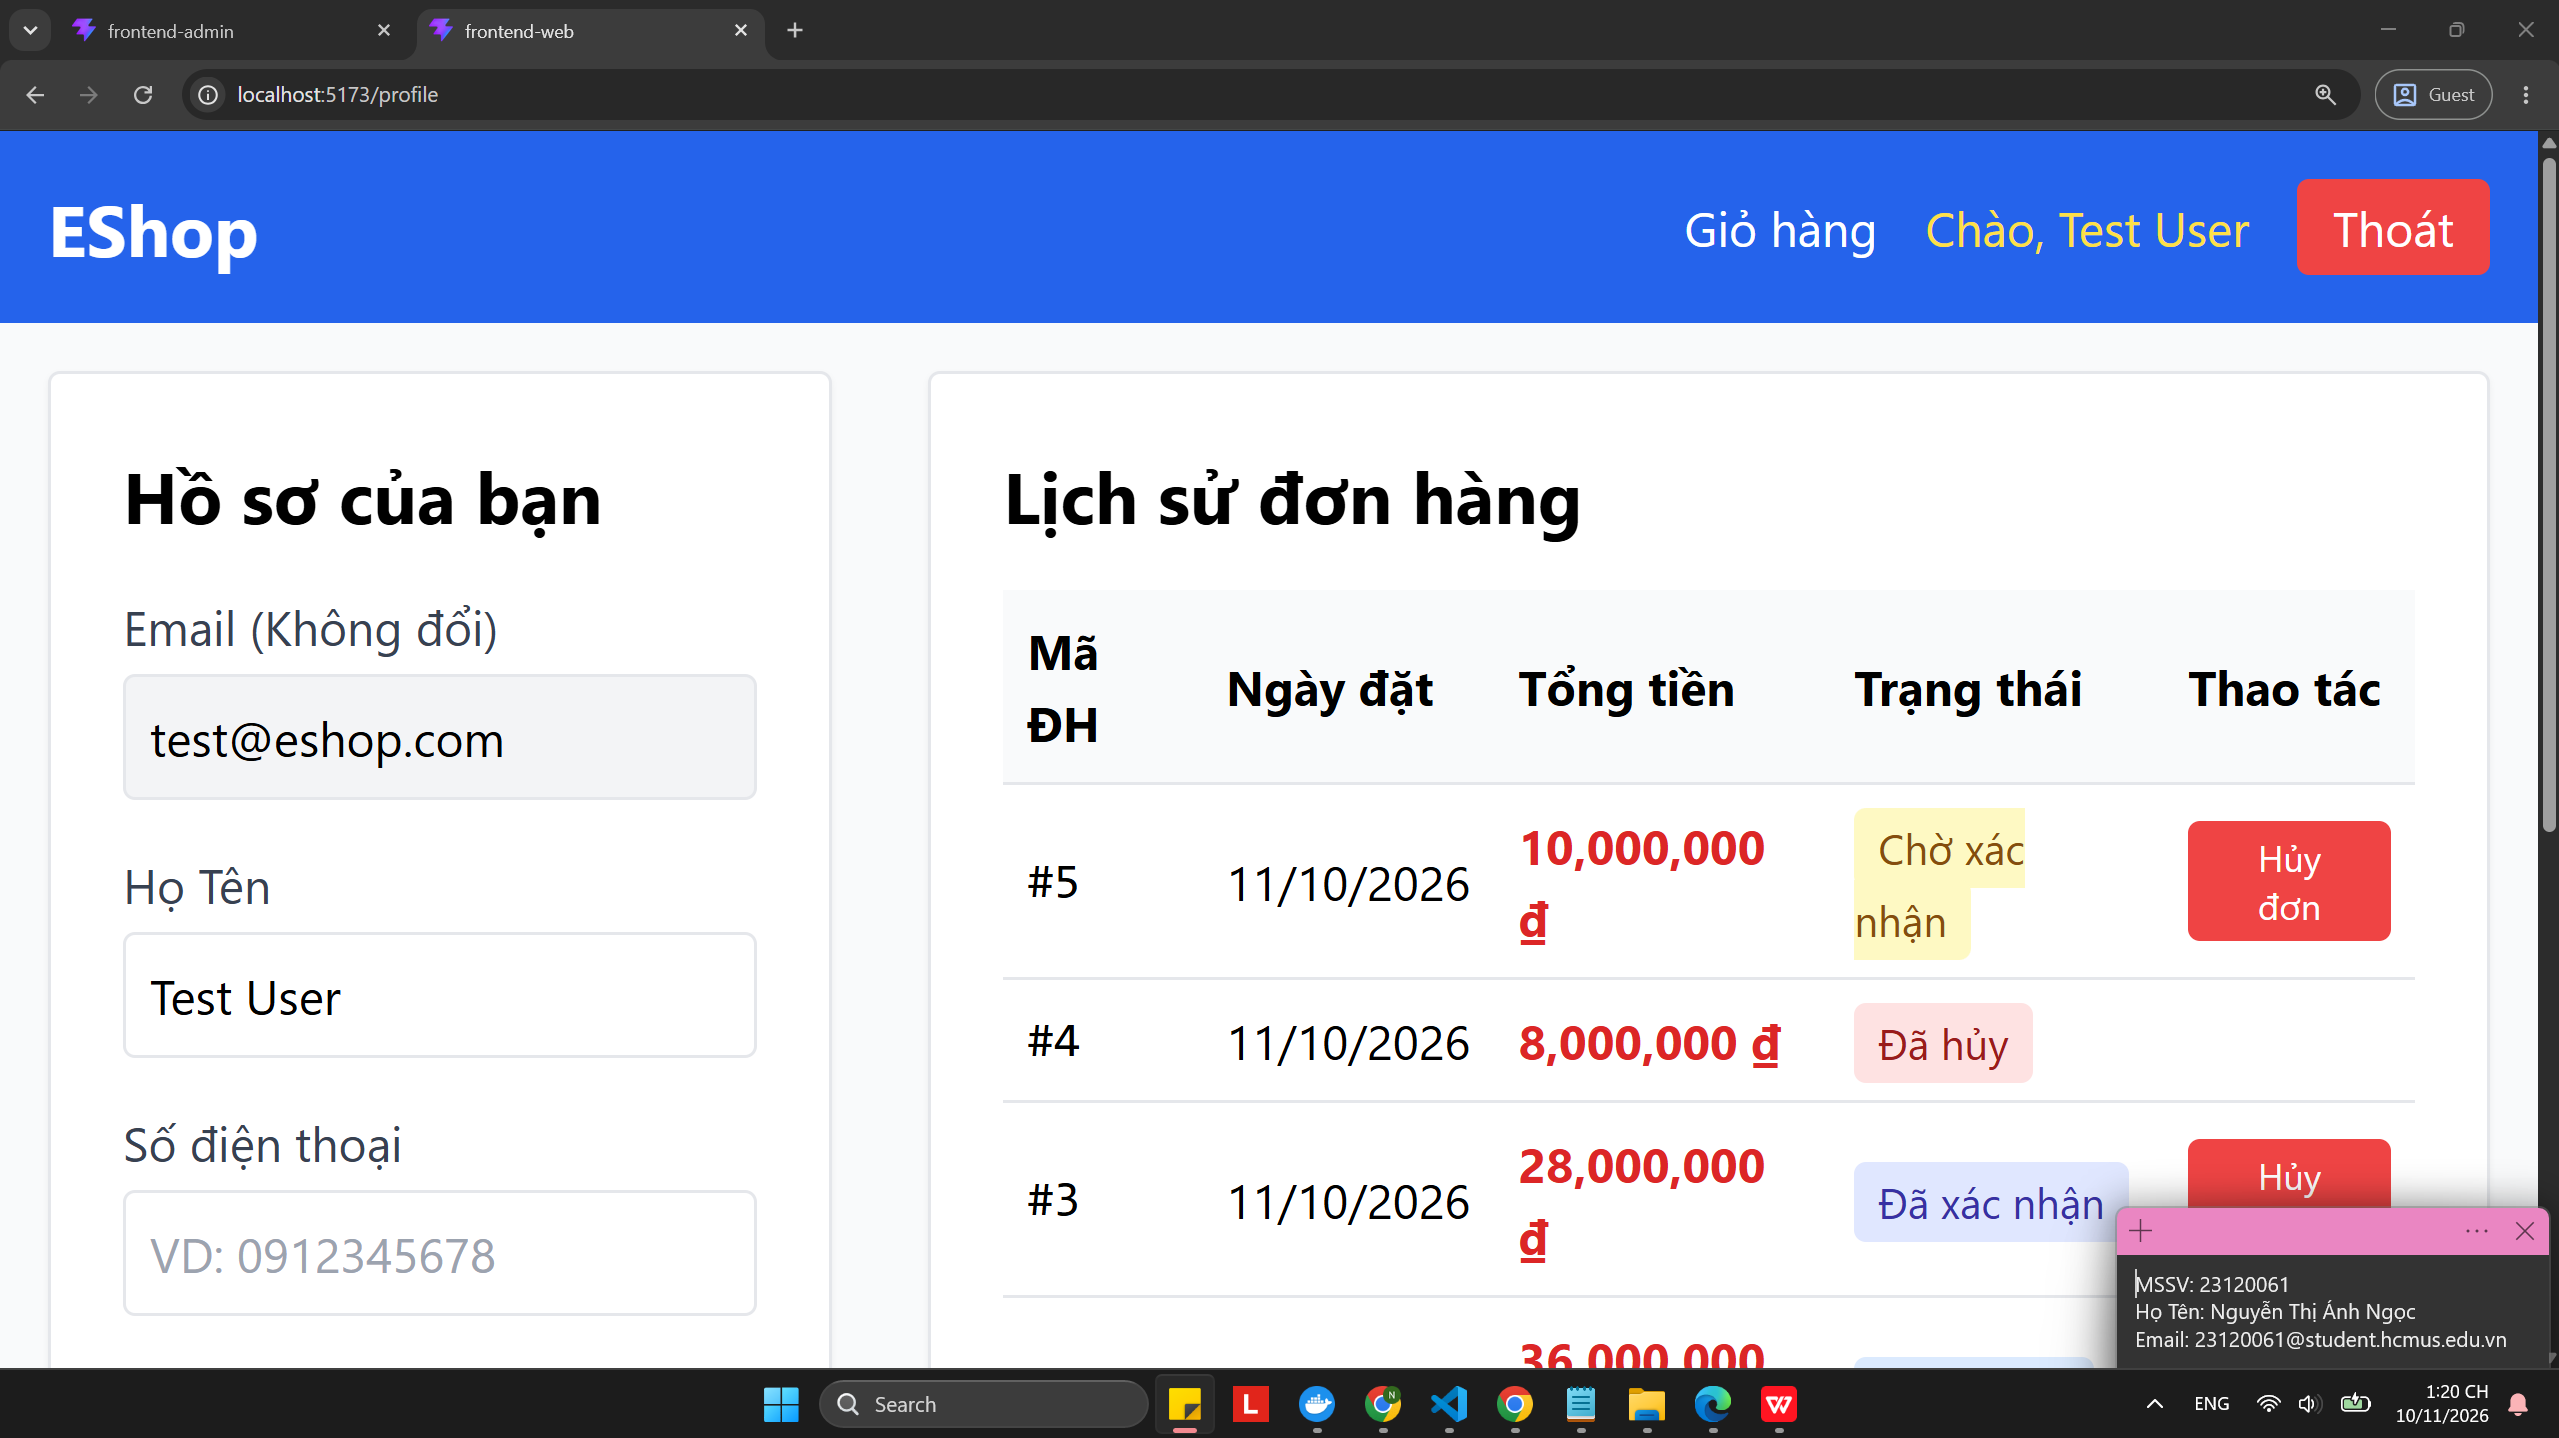 frontend-admin
frontend-web
localhost:5173/profile
Guest
EShop
Giỏ hàng
Chào, Test User
Thoát
Hồ sơ của bạn
Email (Không đổi)
test@eshop.com
Họ Tên
Test User
Số điện thoại
VD: 0912345678
Lịch sử đơn hàng
Mã ĐH
Ngày đặt
Tổng tiền
Trạng thái
Thao tác
#5
11/10/2026
10,000,000 ₫
Chờ xác nhận
Hủy đơn
#4
11/10/2026
8,000,000 ₫
Đã hủy
#3
11/10/2026
28,000,000 ₫
Đã xác nhận
Hủy
36,000,000
MSSV: 23120061
Họ Tên: Nguyễn Thị Ánh Ngọc
Email: 23120061@student.hcmus.edu.vn
Search
L
N
W
ENG
1:20 CH
10/11/2026